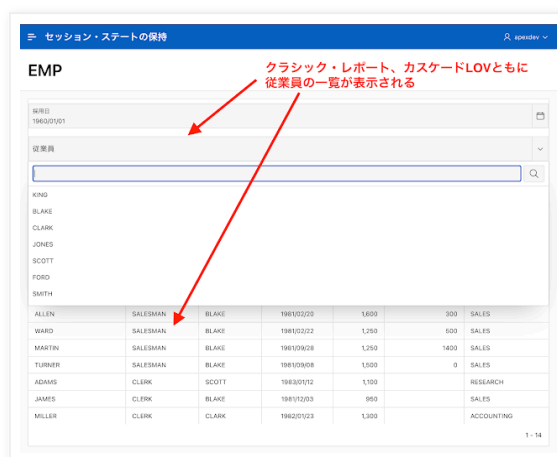 セッション・ステートの保持
apexdev
EMP
クラシック・レポート、カスケードLOVともに
従業員の一覧が表示される
採用日
1960/01/01
従業員
KING
BLAKE
CLARK
JONES
SCOTT
FORD
SMITH
ALLEN SALESMAN BLAKE 1981/02/20 1,600 300 SALES
WARD SALESMAN BLAKE 1981/02/22 1,250 500 SALES
MARTIN SALESMAN BLAKE 1981/09/28 1,250 1400 SALES
TURNER SALESMAN BLAKE 1981/09/08 1,500 0 SALES
ADAMS CLERK SCOTT 1983/01/12 1,100 RESEARCH
JAMES CLERK BLAKE 1981/12/03 950 SALES
MILLER CLERK CLARK 1982/01/23 1,300 ACCOUNTING
1 - 14